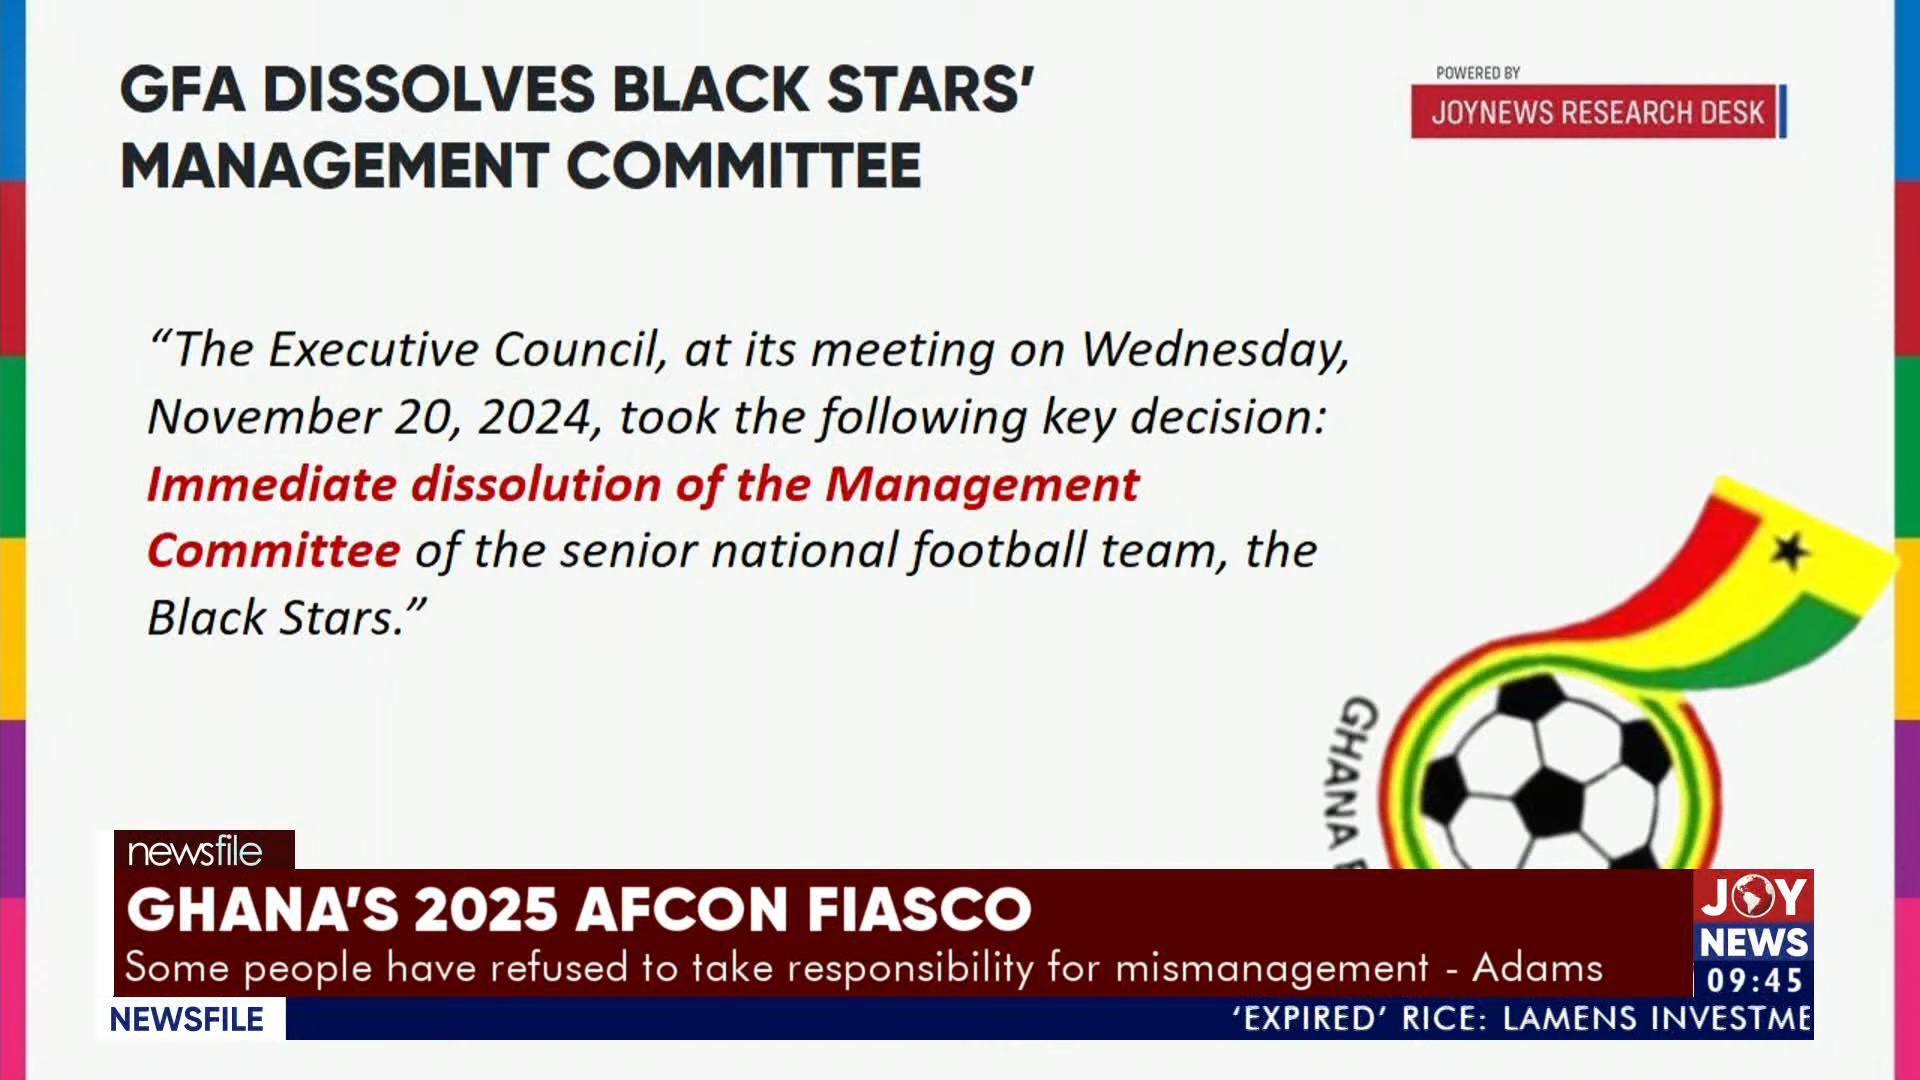 GFA DISSOLVES BLACK STARS’
MANAGEMENT COMMITTEE
POWERED BY
JOYNEWS RESEARCH DESK
“The Executive Council, at its meeting on Wednesday,
November 20, 2024, took the following key decision:
Immediate dissolution of the Management
Committee of the senior national football team, the
Black Stars.”
GHANA
newsfile
GHANA’S 2025 AFCON FIASCO
Some people have refused to take responsibility for mismanagement - Adams
JOY
NEWS
09:45
NEWSFILE
‘EXPIRED’ RICE: LAMENS INVESTME